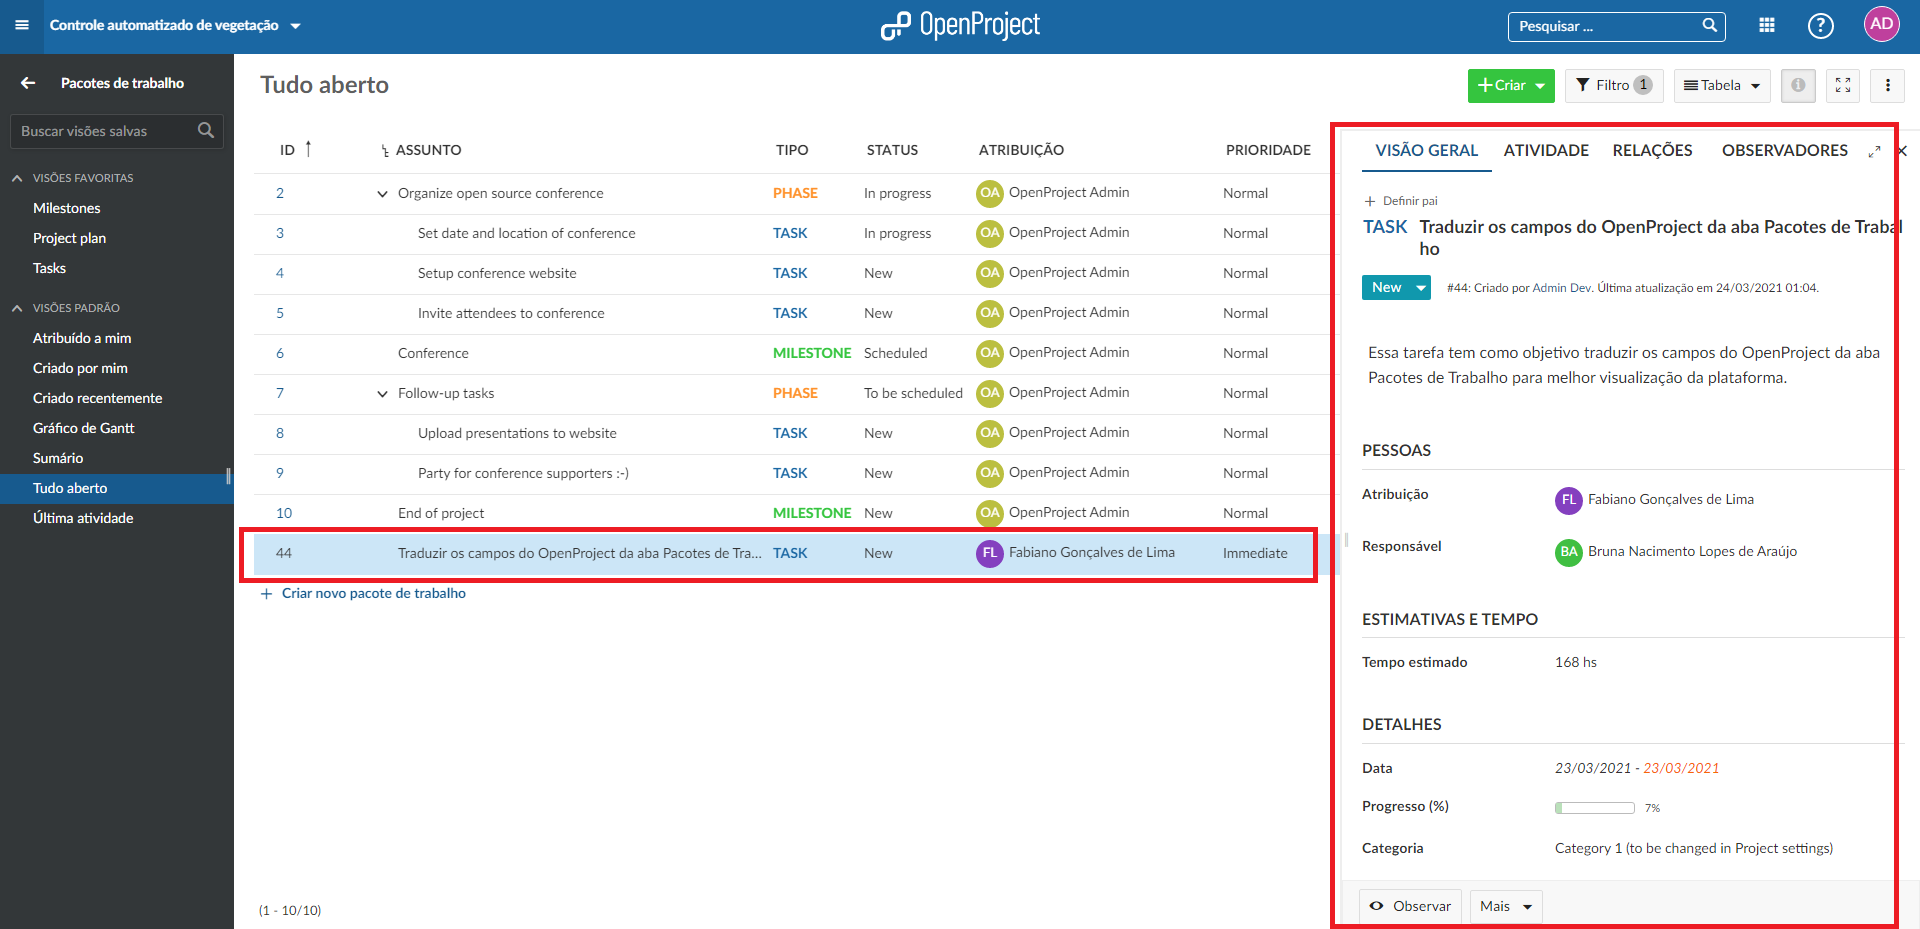 Controle automatizado de vegetação
OpenProject
Pesquisar ...
?
AD
Pacotes de trabalho
Buscar visões salvas
VISÕES FAVORITAS
Milestones
Project plan
Tasks
VISÕES PADRÃO
Atribuído a mim
Criado por mim
Criado recentemente
Gráfico de Gantt
Sumário
Tudo aberto
Última atividade
Tudo aberto
+Criar
Filtro 1
Tabela
ID ASSUNTO TIPO STATUS ATRIBUIÇÃO PRIORIDADE
2 Organize open source conference PHASE In progress OA OpenProject Admin Normal
3 Set date and location of conference TASK In progress OA OpenProject Admin Normal
4 Setup conference website TASK New OA OpenProject Admin Normal
5 Invite attendees to conference TASK New OA OpenProject Admin Normal
6 Conference MILESTONE Scheduled OA OpenProject Admin Normal
7 Follow-up tasks PHASE To be scheduled OA OpenProject Admin Normal
8 Upload presentations to website TASK New OA OpenProject Admin Normal
9 Party for conference supporters :-) TASK New OA OpenProject Admin Normal
10 End of project MILESTONE New OA OpenProject Admin Normal
44 Traduzir os campos do OpenProject da aba Pacotes de Tra... TASK New FL Fabiano Gonçalves de Lima Immediate
+ Criar novo pacote de trabalho
(1 - 10/10)
VISÃO GERAL ATIVIDADE RELAÇÕES OBSERVADORES
+ Definir pai
TASK Traduzir os campos do OpenProject da aba Pacotes de Trabal
ho
New #44: Criado por Admin Dev. Última atualização em 24/03/2021 01:04.
Essa tarefa tem como objetivo traduzir os campos do OpenProject da aba
Pacotes de Trabalho para melhor visualização da plataforma.
PESSOAS
Atribuição FL Fabiano Gonçalves de Lima
Responsável BA Bruna Nacimento Lopes de Araújo
ESTIMATIVAS E TEMPO
Tempo estimado 168 hs
DETALHES
Data 23/03/2021 - 23/03/2021
Progresso (%) 7%
Categoria Category 1 (to be changed in Project settings)
Observar Mais